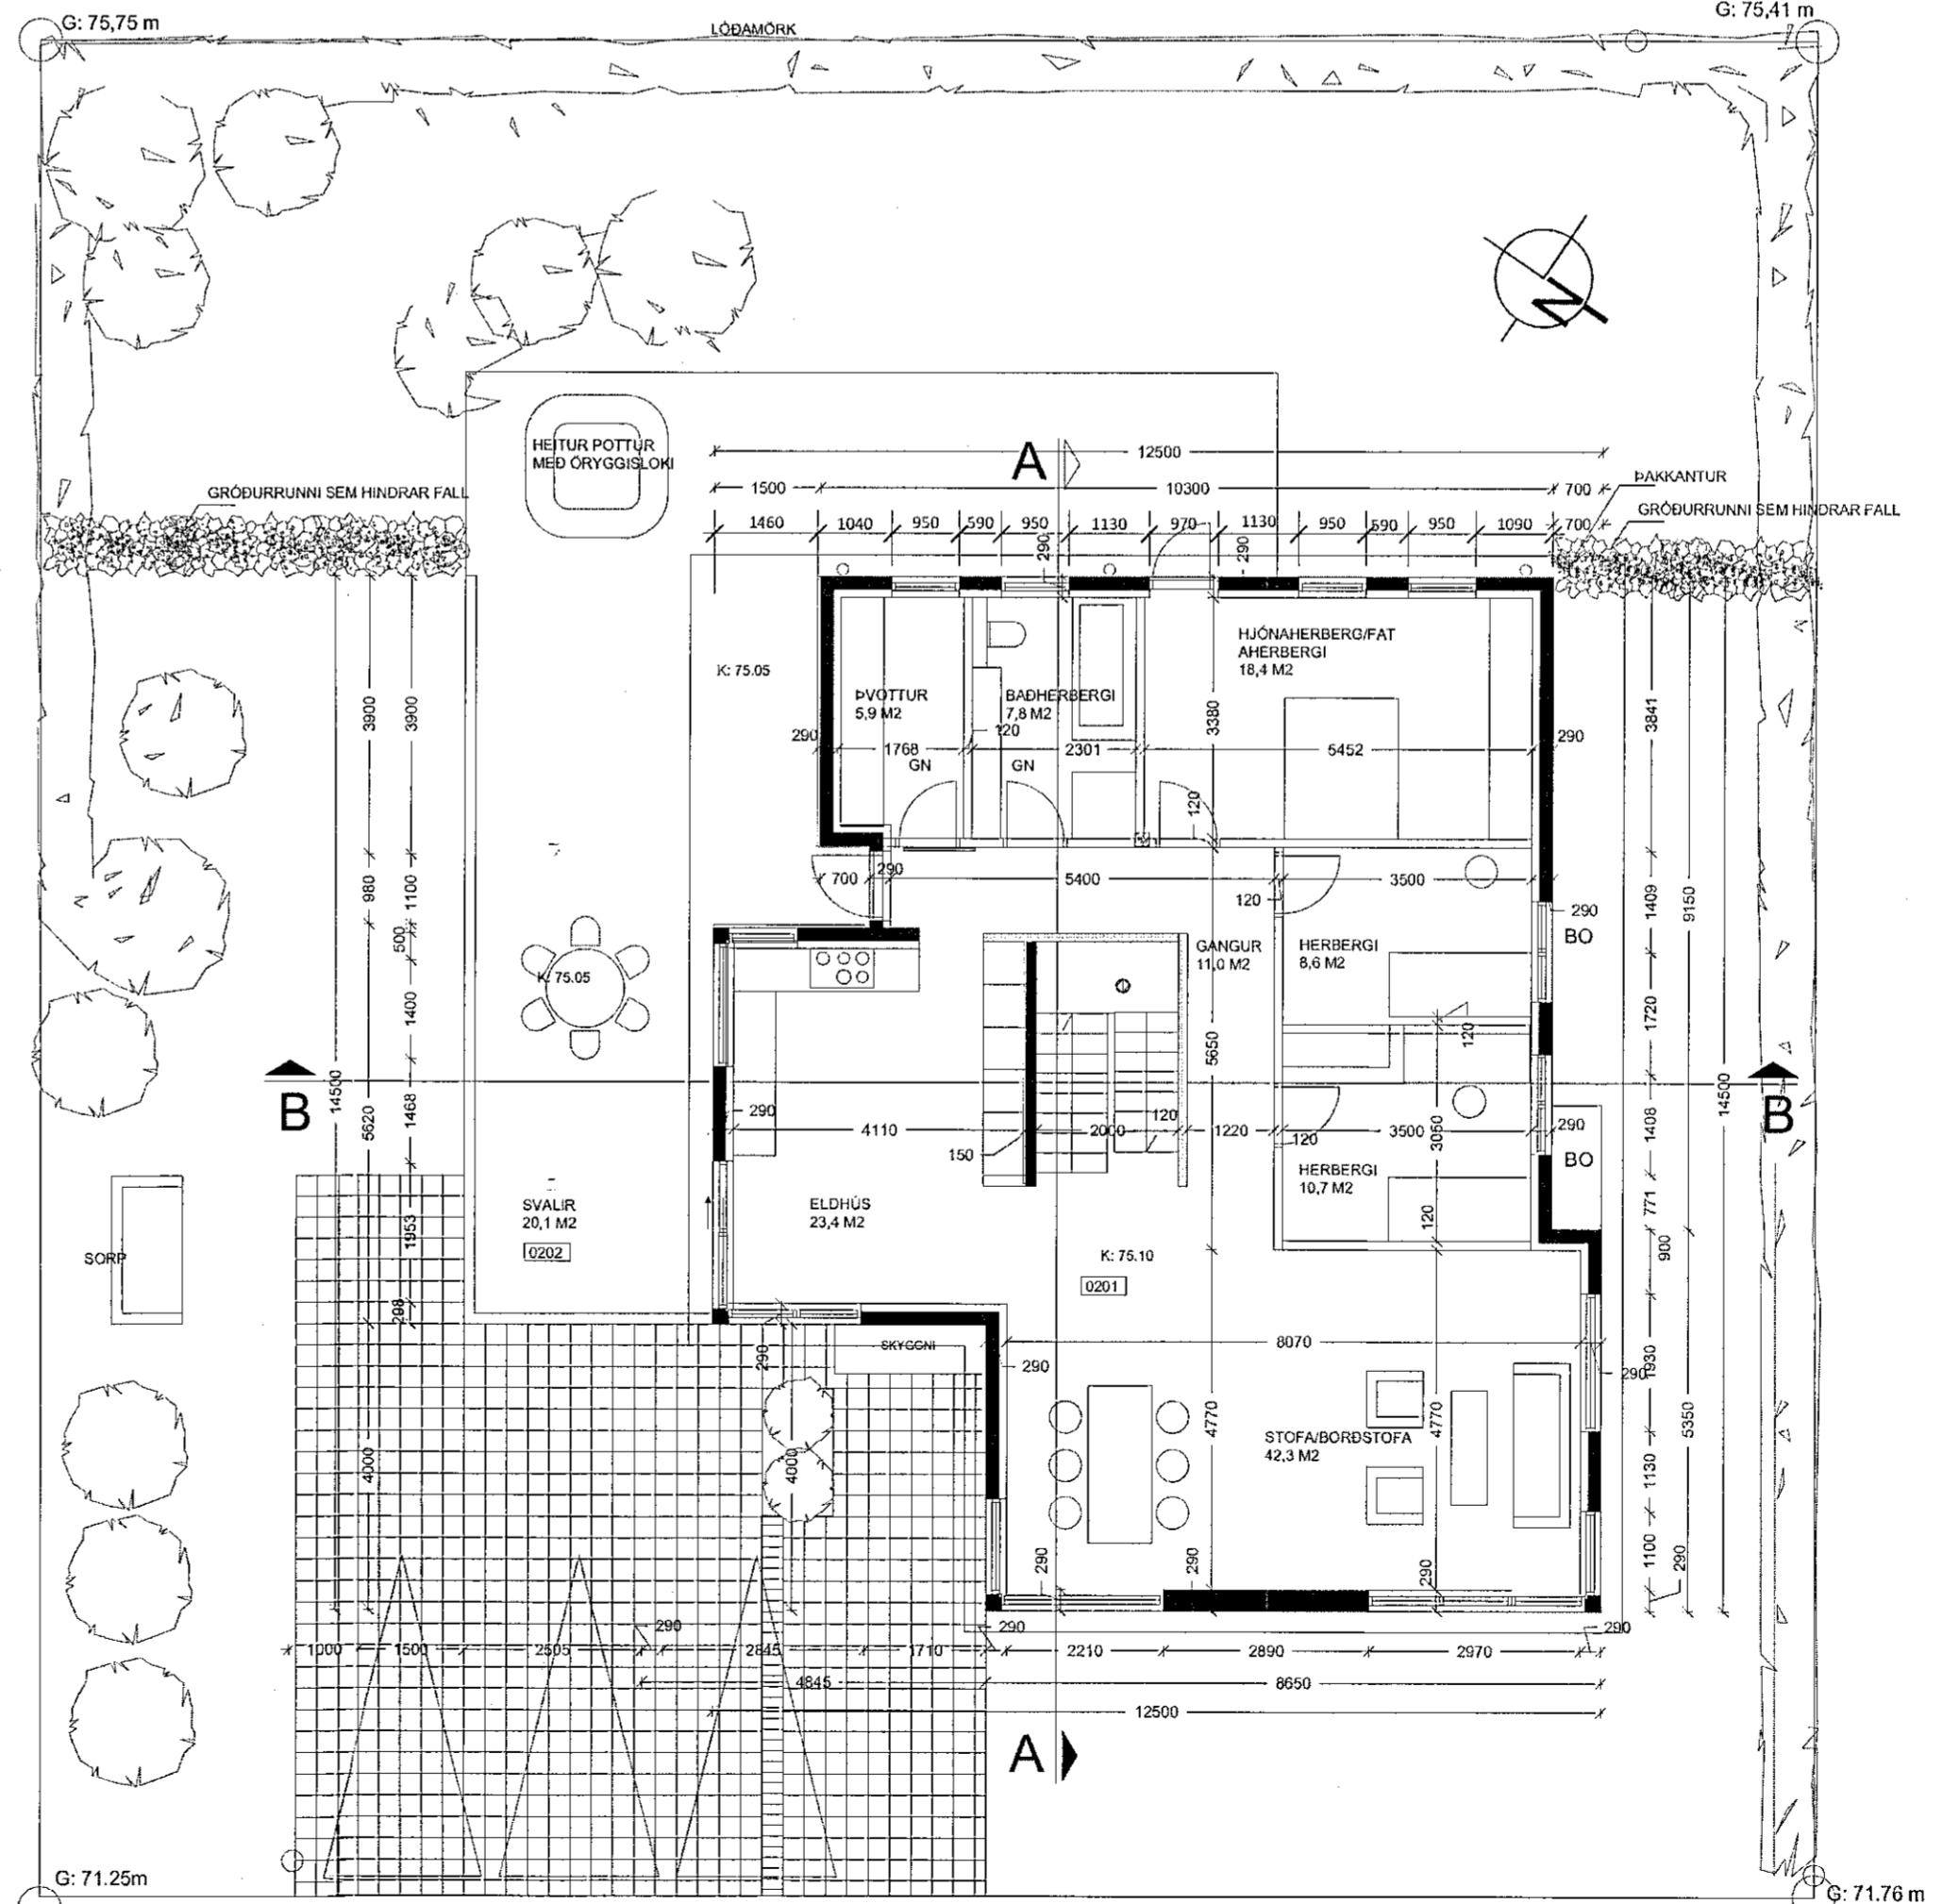 G: 75,75 m
LÓÐAMÖRK
G: 75,41 m
N
HEITUR POTTUR
MEÐ ÖRYGGISLOKI
A
12500
ÞAKKANTUR
GRÓÐURRUNNI SEM HINDRAR FALL
1500
10300
700
GRÓÐURRUNNI SEM HINDRAR FALL
1460
1040
950
590
950
1130
970
1130
950
590
950
1090
700
290
290
K: 75.05
HJÓNAHERBERG/FAT
AHERBERGI
18,4 M2
ÞVOTTUR
5,9 M2
BAÐHERBERGI
7,8 M2
3900
3900
3380
3841
290
120
290
1768
2301
5452
GN
GN
120
980
1100
290
700
5400
3500
120
1409
9150
290
BO
500
GANGUR
11,0 M2
HERBERGI
8,6 M2
K: 75.05
1400
1720
120
5650
14500
14500
B
5620
1468
290
4110
150
2000
120
1220
120
3500
3050
1408
290
B
BO
HERBERGI
10,7 M2
771
SVALIR
20,1 M2
0202
ELDHÚS
23,4 M2
1953
120
900
SORP
K: 75.10
0201
298
SKYGGNI
8070
290
290
290
1930
4000
4000
4770
4770
STOFA/BORÐSTOFA
42,3 M2
5350
1130
290
290
290
1100
290
290
290
290
1000
1500
2505
2845
1710
2210
2890
2970
4845
8650
12500
A
G: 71.25m
G: 71.76 m